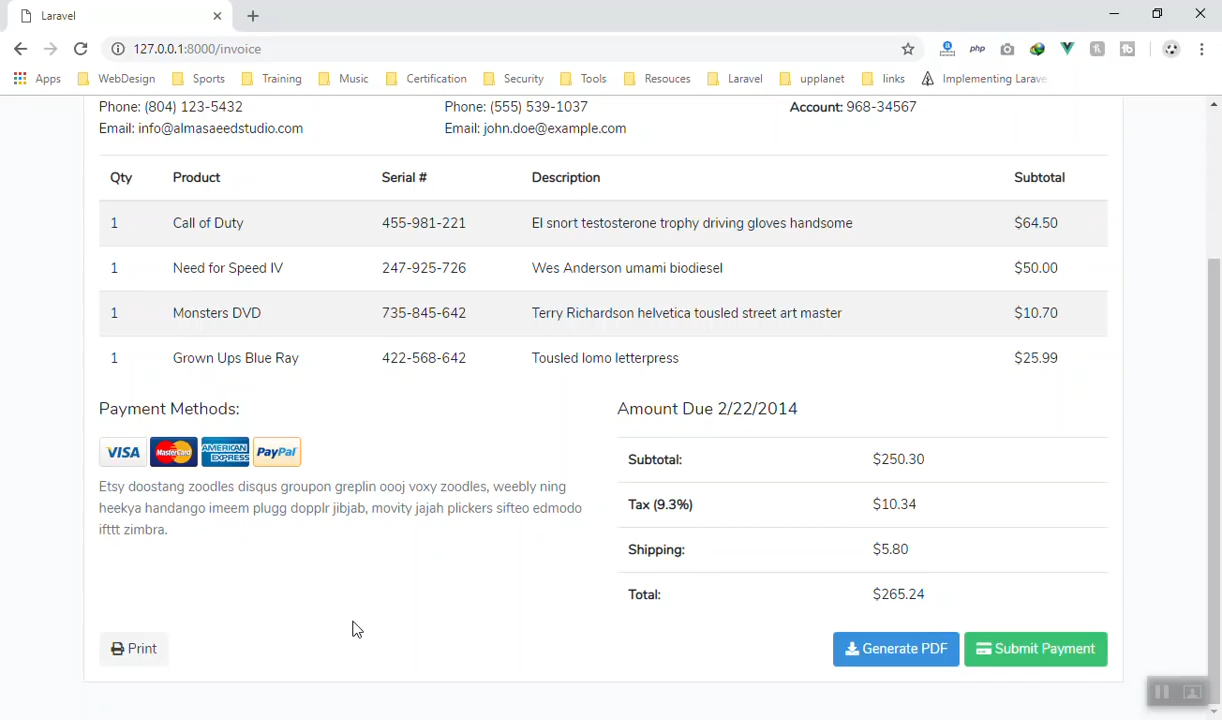 Laravel
127.0.0.1:8000/invoice
php
Apps WebDesign Sports Training Music Certification Security Tools Resouces Laravel upplanet links Implementing Larave
Phone: (804) 123-5432 Phone: (555) 539-1037 Account: 968-34567
Email: info@almasaeedstudio.com Email: john.doe@example.com
Qty Product Serial # Description Subtotal
1 Call of Duty 455-981-221 El snort testosterone trophy driving gloves handsome $64.50
1 Need for Speed IV 247-925-726 Wes Anderson umami biodiesel $50.00
1 Monsters DVD 735-845-642 Terry Richardson helvetica tousled street art master $10.70
1 Grown Ups Blue Ray 422-568-642 Tousled lomo letterpress $25.99
Payment Methods:
VISA MasterCard AMERICAN EXPRESS PayPal
Etsy doostang zoodles disqus groupon greplin oooj voxy zoodles, weebly ning
heekya handango imeem plugg dopplr jibjab, movity jajah plickers sifteo edmodo
ifttt zimbra.
Amount Due 2/22/2014
Subtotal: $250.30
Tax (9.3%) $10.34
Shipping: $5.80
Total: $265.24
Print
Generate PDF
Submit Payment